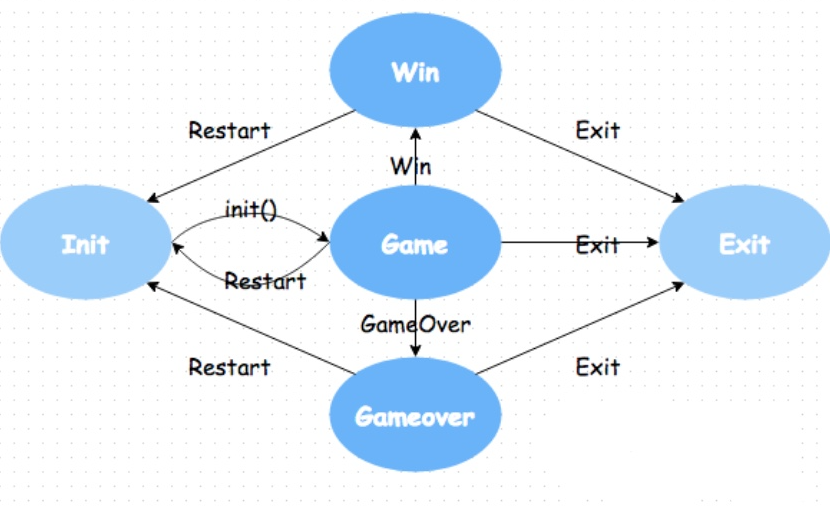 Win
Restart
Exit
Win
init()
Init
Game
Exit
Exit
Restart
GameOver
Restart
Exit
Gameover